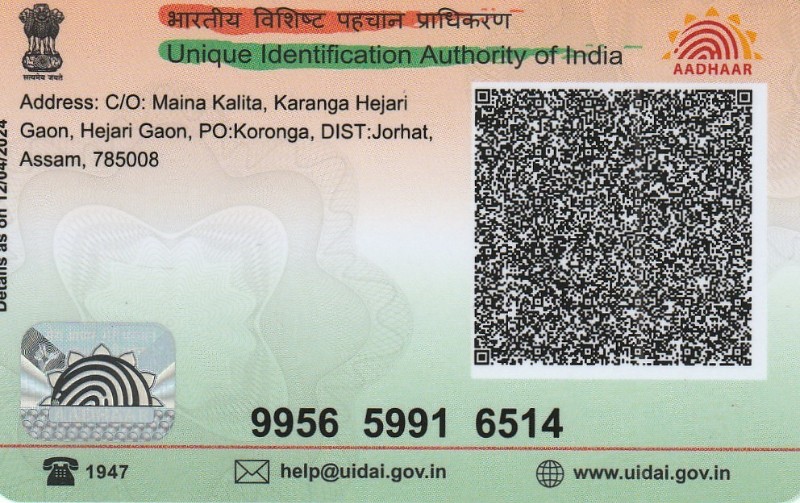 भारतीय विशिष्ट पहचान प्राधिकरण
Unique Identification Authority of India
सत्यमेव जयते
AADHAAR
Address: C/O: Maina Kalita, Karanga Hejari
Gaon, Hejari Gaon, PO:Koronga, DIST:Jorhat,
Assam, 785008
Details as on 12/04/2024
9956 5991 6514
1947
help@uidai.gov.in
www.uidai.gov.in